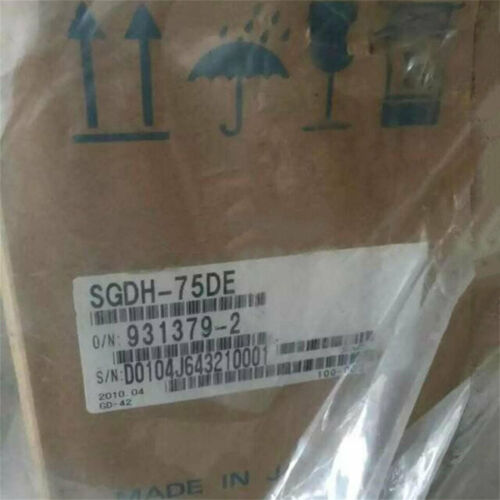 SGDH-75DE
O/N: 931379-2
S/N: D0104J643210001
2010.04
GD-42
MADE IN